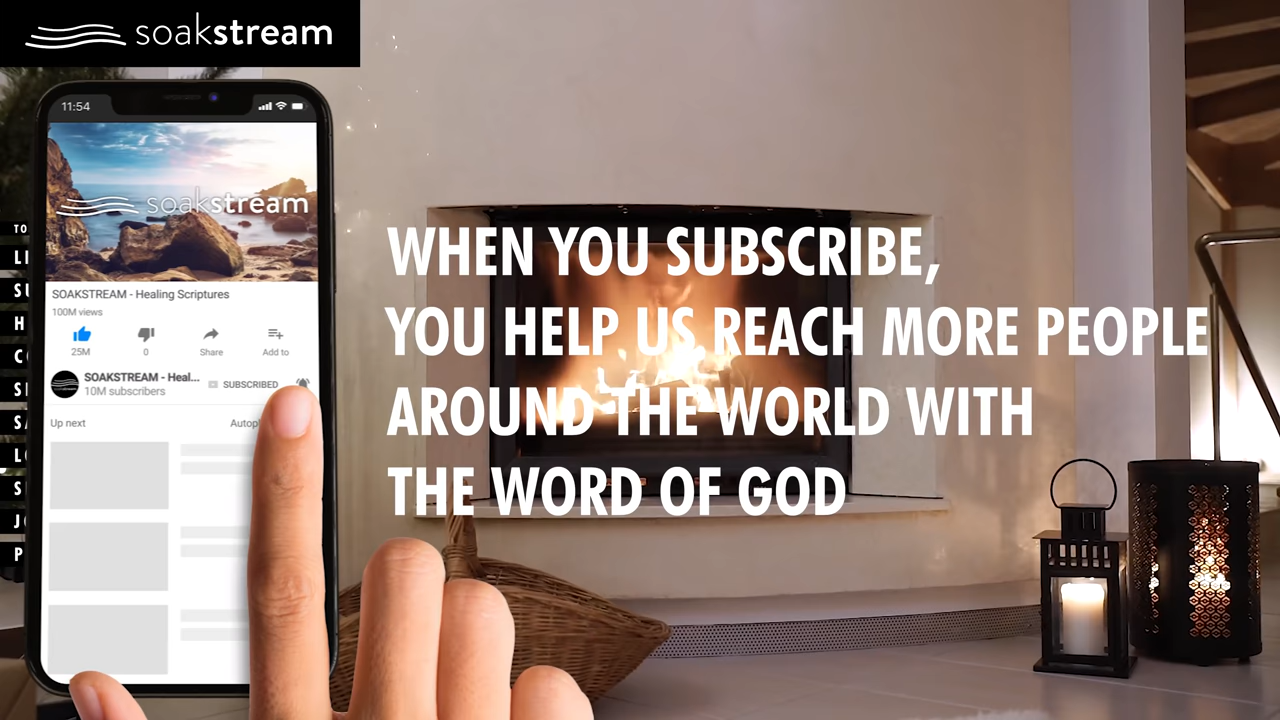 soakstream
11:54
soakstream
SOAKSTREAM - Healing Scriptures
100M views
25M
0
Share
Add to
SOAKSTREAM - Heal...
10M subscribers
SUBSCRIBED
Up next
WHEN YOU SUBSCRIBE,
YOU HELP US REACH MORE PEOPLE
AROUND THE WORLD WITH
THE WORD OF GOD